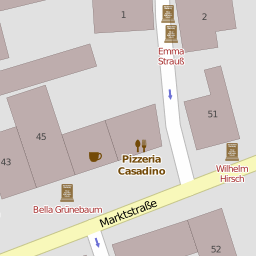 1
2
Emma
Strauß
51
45
43
Pizzeria
Casadino
Wilhelm
Hirsch
Bella Grünebaum
Marktstraße
52